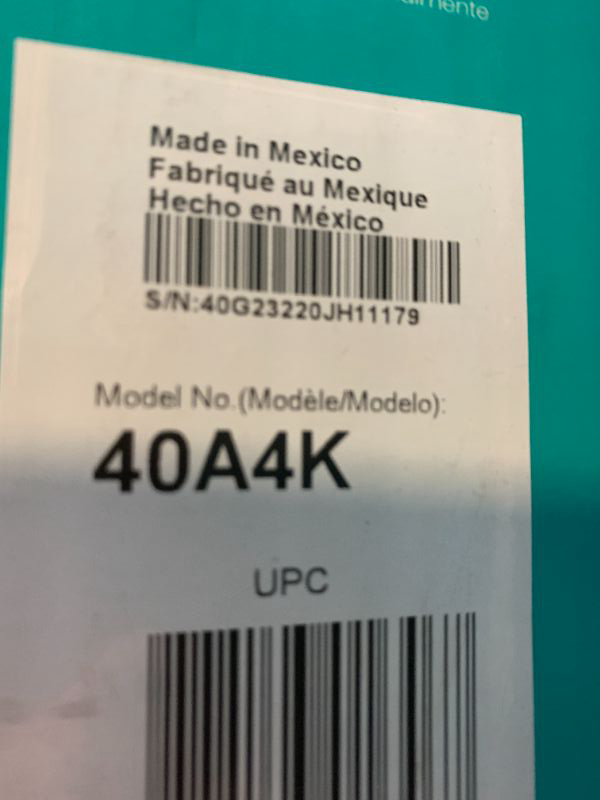 Made in Mexico
Fabriqué au Mexique
Hecho en México
S/N:40G23220JH11179
Model No.(Modèle/Modelo):
40A4K
UPC